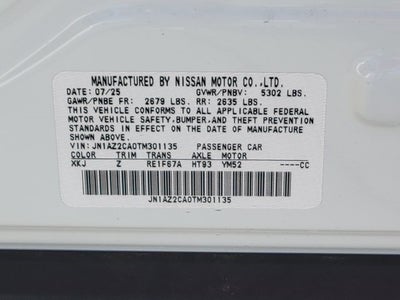 MANUFACTURED BY NISSAN MOTOR CO.,LTD.
DATE: 07/25 GVWR/PNBV: 5302 LBS.
GAWR/PNBE FR: 2679 LBS. RR: 2635 LBS.
THIS VEHICLE CONFORMS TO ALL APPLICABLE FEDERAL
MOTOR VEHICLE SAFETY,BUMPER,AND THEFT PREVENTION
STANDARDS IN EFFECT ON THE DATE OF MANUFACTURE
SHOWN ABOVE.
VIN: JN1AZ2CA0TM301135 PASSENGER CAR
COLOR TRIM TRANS AXLE MOTOR
XKJ Z RE1F67A HT93 YM52 ----CC
JN1AZ2CA0TM301135